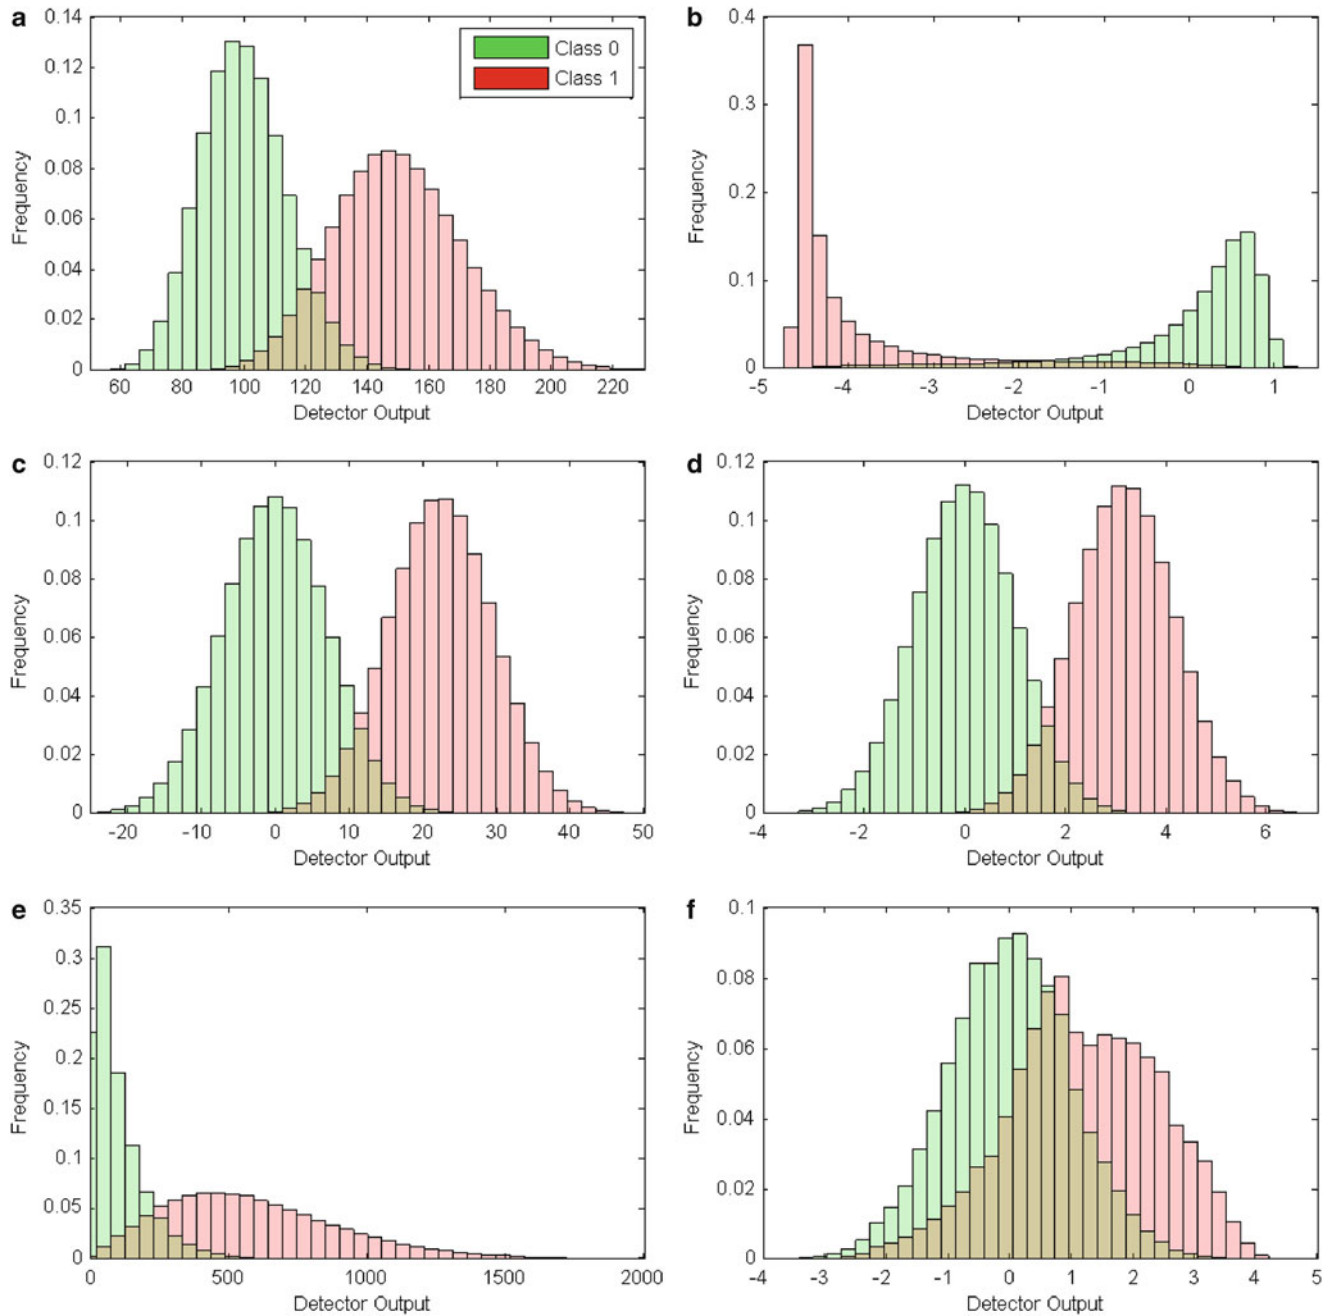 a
0.14
0.12
0.1
0.08
0.06
0.04
0.02
0
Frequency
Class 0
Class 1
60 80 100 120 140 160 180 200 220
Detector Output
b
0.4
0.3
0.2
0.1
0
Frequency
-5 -4 -3 -2 -1 0 1
Detector Output
c
0.12
0.1
0.08
0.06
0.04
0.02
0
Frequency
-20 -10 0 10 20 30 40 50
Detector Output
d
0.12
0.1
0.08
0.06
0.04
0.02
0
Frequency
-4 -2 0 2 4 6
Detector Output
e
0.35
0.3
0.25
0.2
0.15
0.1
0.05
0
Frequency
0 500 1000 1500 2000
Detector Output
f
0.1
0.08
0.06
0.04
0.02
0
Frequency
-4 -3 -2 -1 0 1 2 3 4 5
Detector Output